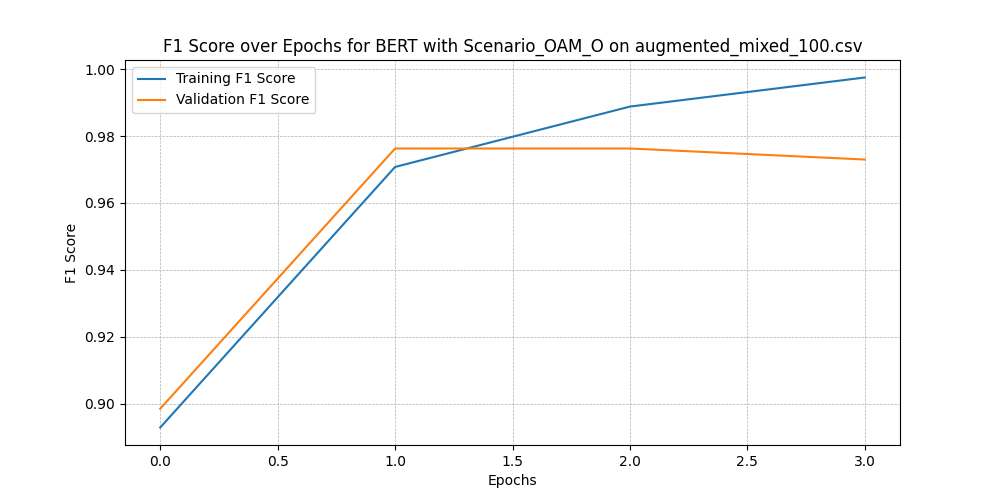 F1 Score over Epochs for BERT with Scenario_OAM_O on augmented_mixed_100.csv
Training F1 Score
Validation F1 Score
F1 Score
1.00
0.98
0.96
0.94
0.92
0.90
0.0 0.5 1.0 1.5 2.0 2.5 3.0
Epochs